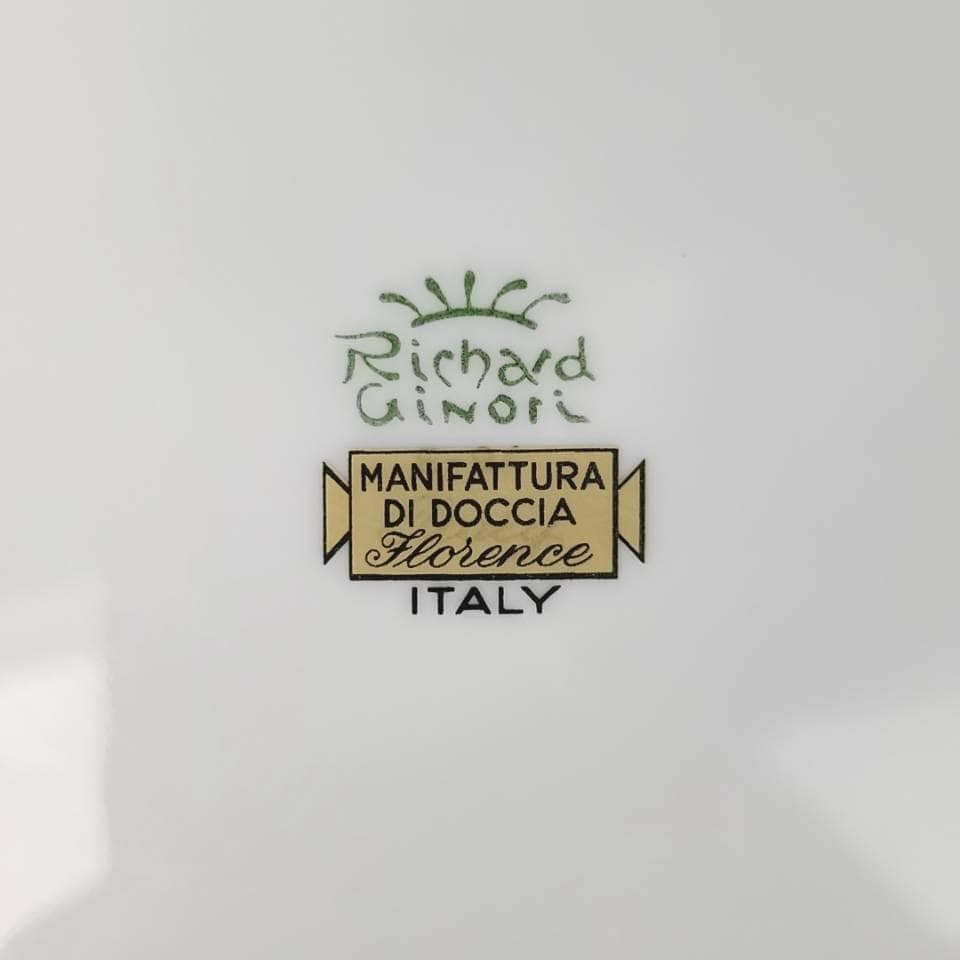 Richard
Ginori
MANIFATTURA
DI DOCCIA
Florence
ITALY